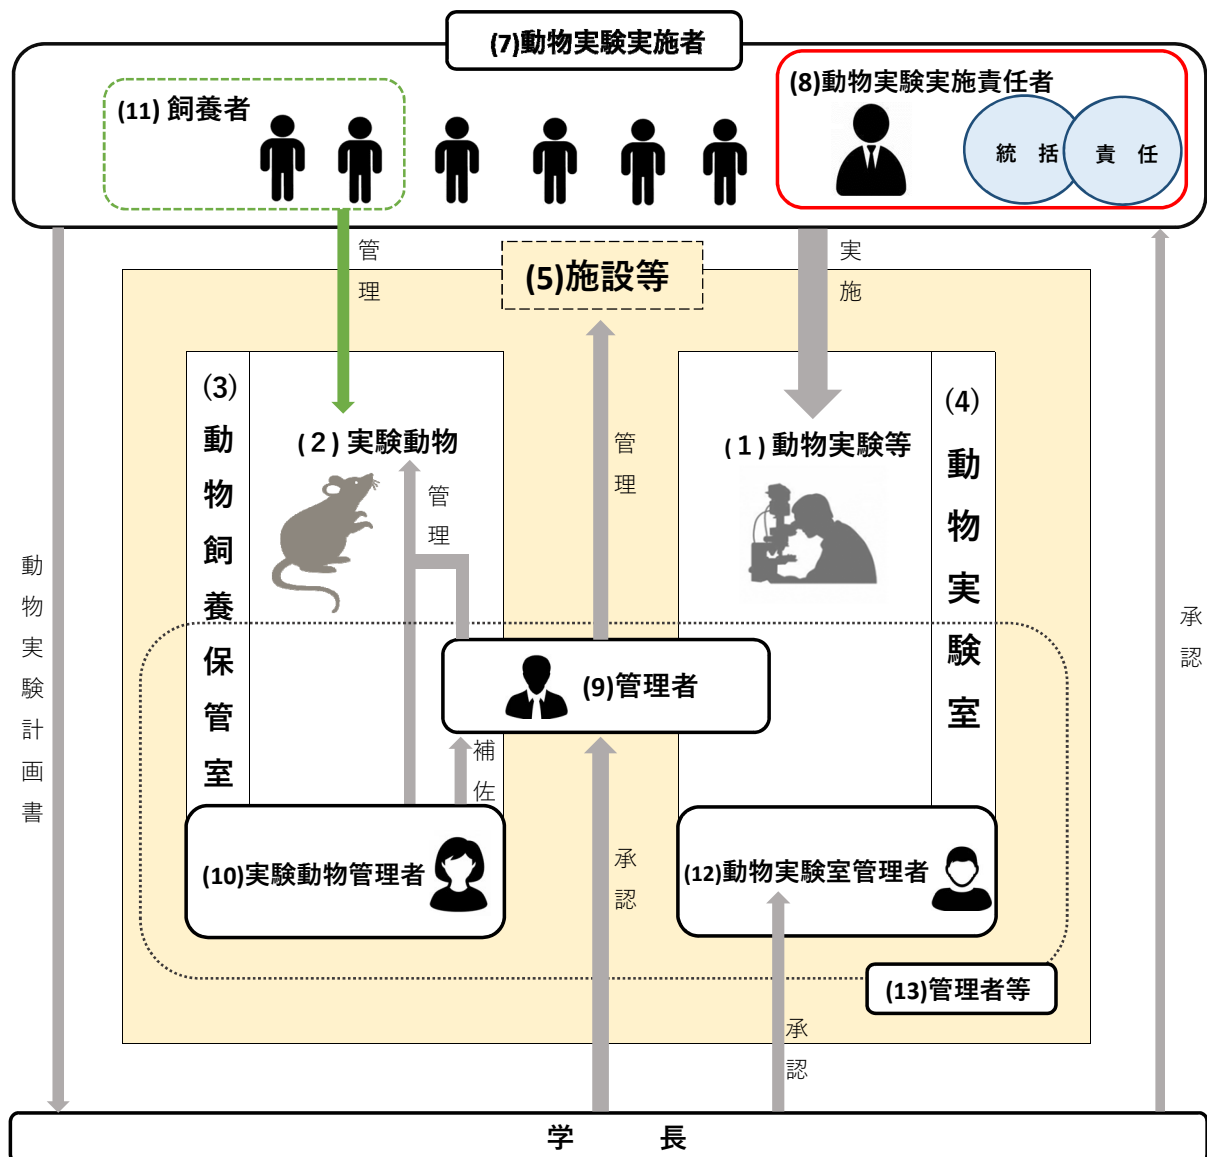 (7)動物実験実施者
(8)動物実験実施責任者
(11) 飼養者
統 括
責 任
管理
実施
(5)施設等
(3)動物飼養保管室
(4)動物実験室
(２) 実験動物
(１) 動物実験等
管理
管理
動物実験計画書
承認
(9)管理者
補佐
(10)実験動物管理者
承認
(12)動物実験室管理者
(13)管理者等
承認
学 長